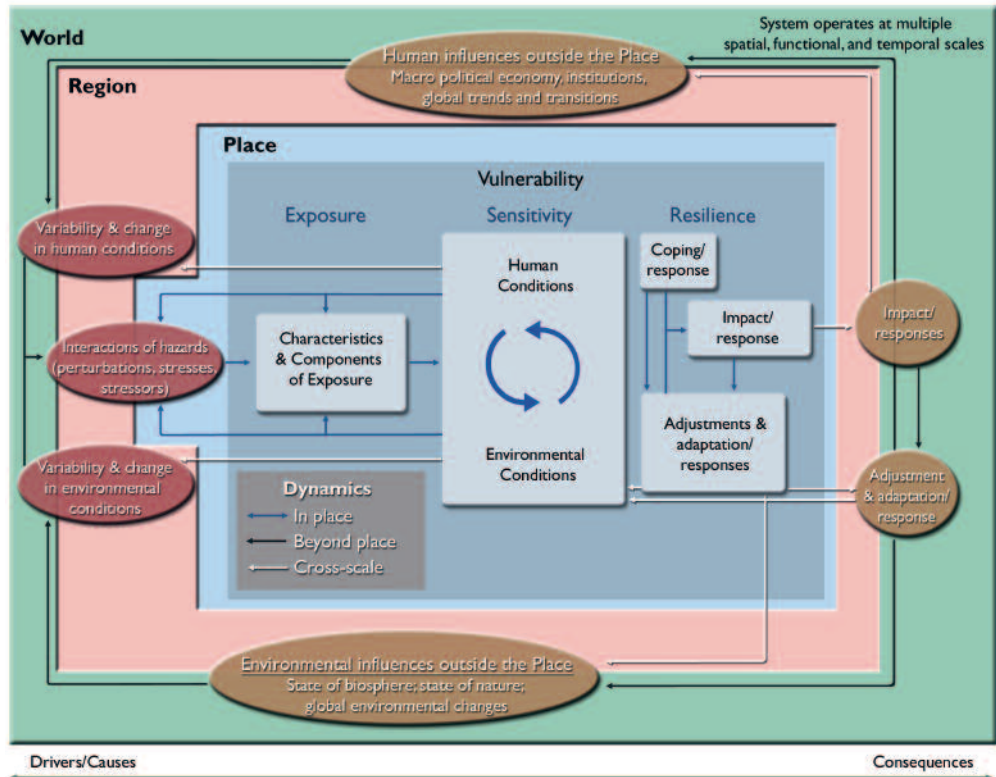 World
System operates at multiple
spatial, functional, and temporal scales
Human influences outside the Place
Macro political economy, institutions,
global trends and transitions
Region
Place
Vulnerability
Exposure
Sensitivity
Resilience
Variability & change
in human conditions
Human
Conditions
Coping/
response
Interactions of hazards
(perturbations, stresses,
stressors)
Characteristics
& Components
of Exposure
Impact/
response
Impact/
responses
Variability & change
in environmental
conditions
Environmental
Conditions
Adjustments &
adaptation/
responses
Adjustment
& adaptation/
response
Dynamics
In place
Beyond place
Cross-scale
Environmental influences outside the Place
State of biosphere; state of nature;
global environmental changes
Drivers/Causes
Consequences